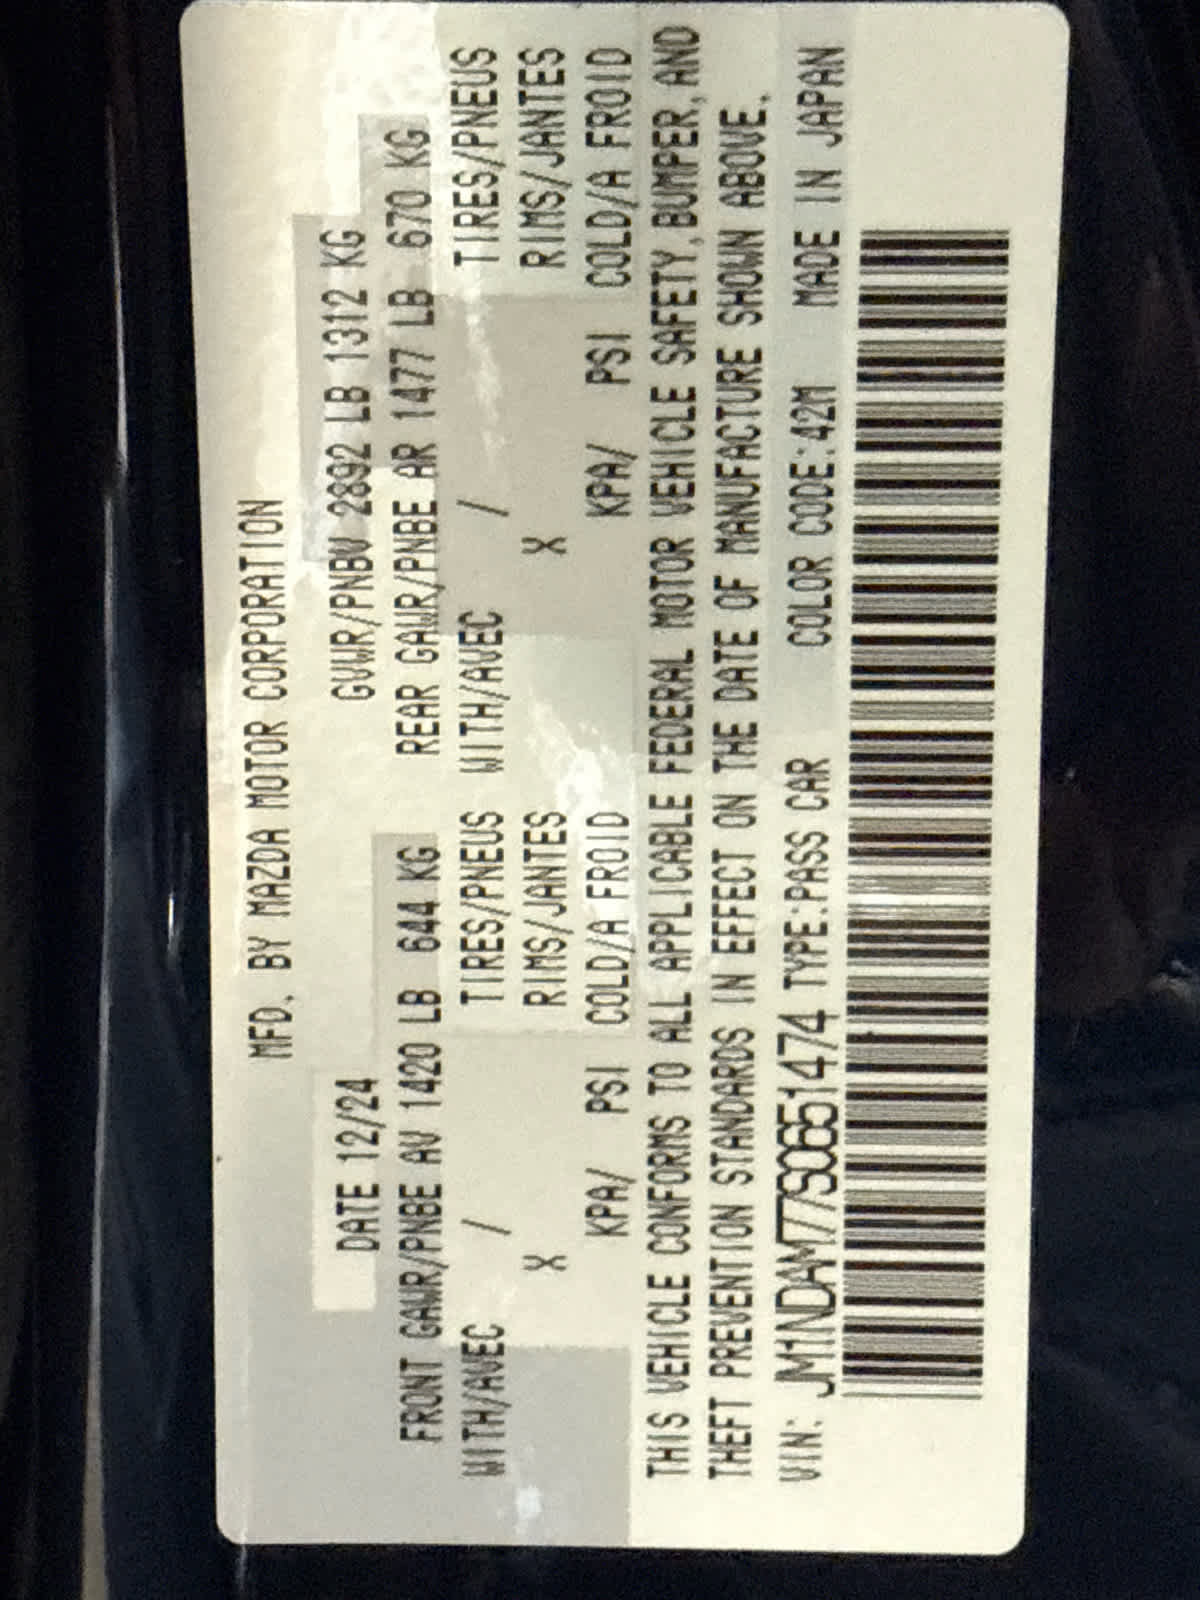 MFD. BY MAZDA MOTOR CORPORATION
DATE 12/24 GVWR/PNBV 2892 LB 1312 KG
FRONT GAWR/PNBE AV 1420 LB 644 KG REAR GAWR/PNBE AR 1477 LB 670 KG
WITH/AVEC / TIRES/PNEUS WITH/AVEC / TIRES/PNEUS
X RIMS/JANTES X RIMS/JANTES
KPA/ PSI COLD/A FROID KPA/ PSI COLD/A FROID
THIS VEHICLE CONFORMS TO ALL APPLICABLE FEDERAL MOTOR VEHICLE SAFETY,BUMPER,AND
THEFT PREVENTION STANDARDS IN EFFECT ON THE DATE OF MANUFACTURE SHOWN ABOVE.
VIN: JM1NDAM77S0651474 TYPE:PASS CAR COLOR CODE:42M MADE IN JAPAN